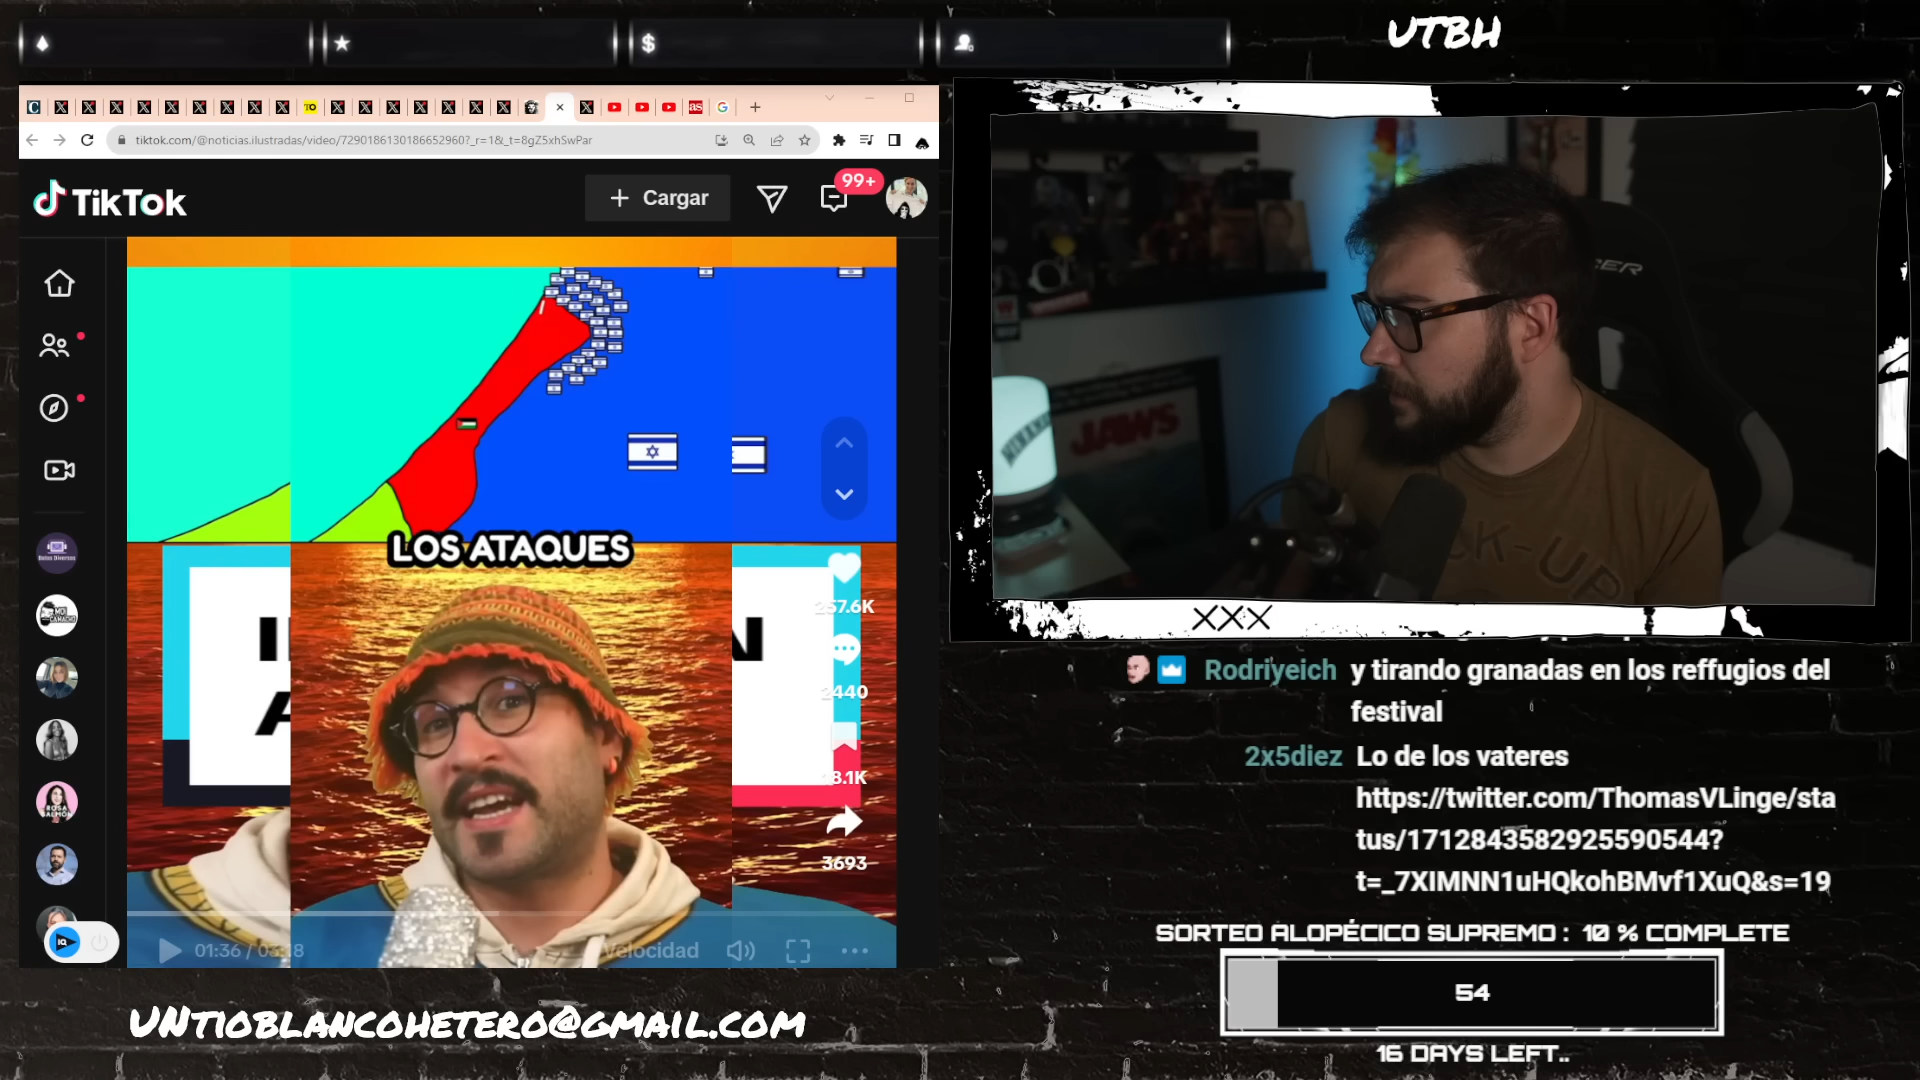 UTBH
tiktok.com/@noticias.ilustradas/video/7290186130186652960?_r=1&_t=8gZ5xhSwPar
TikTok
Cargar
99+
LOS ATAQUES
257.6K
2440
3693
01:36
Velocidad
JAWS
XXX
Rodriyeich y tirando granadas en los reffugios del
festival
2x5diez Lo de los vateres
https://twitter.com/ThomasVLinge/sta
tus/1712843582925590544?
t=_7XIMNN1uHQkohBMvf1XuQ&s=19
SORTEO ALOPÉCICO SUPREMO : 10 % COMPLETE
54
16 DAYS LEFT..
UNTIOBLANCOHETERO@GMAIL.COM